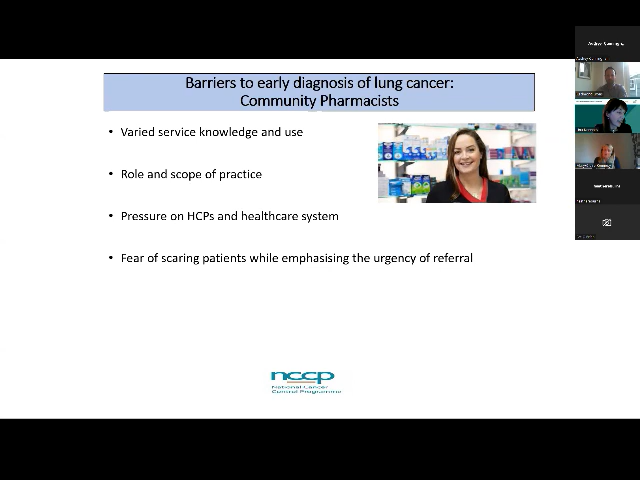 Barriers to early diagnosis of lung cancer:
Community Pharmacists
• Varied service knowledge and use
• Role and scope of practice
• Pressure on HCPs and healthcare system
• Fear of scaring patients while emphasising the urgency of referral
nccp
National Cancer
Control Programme